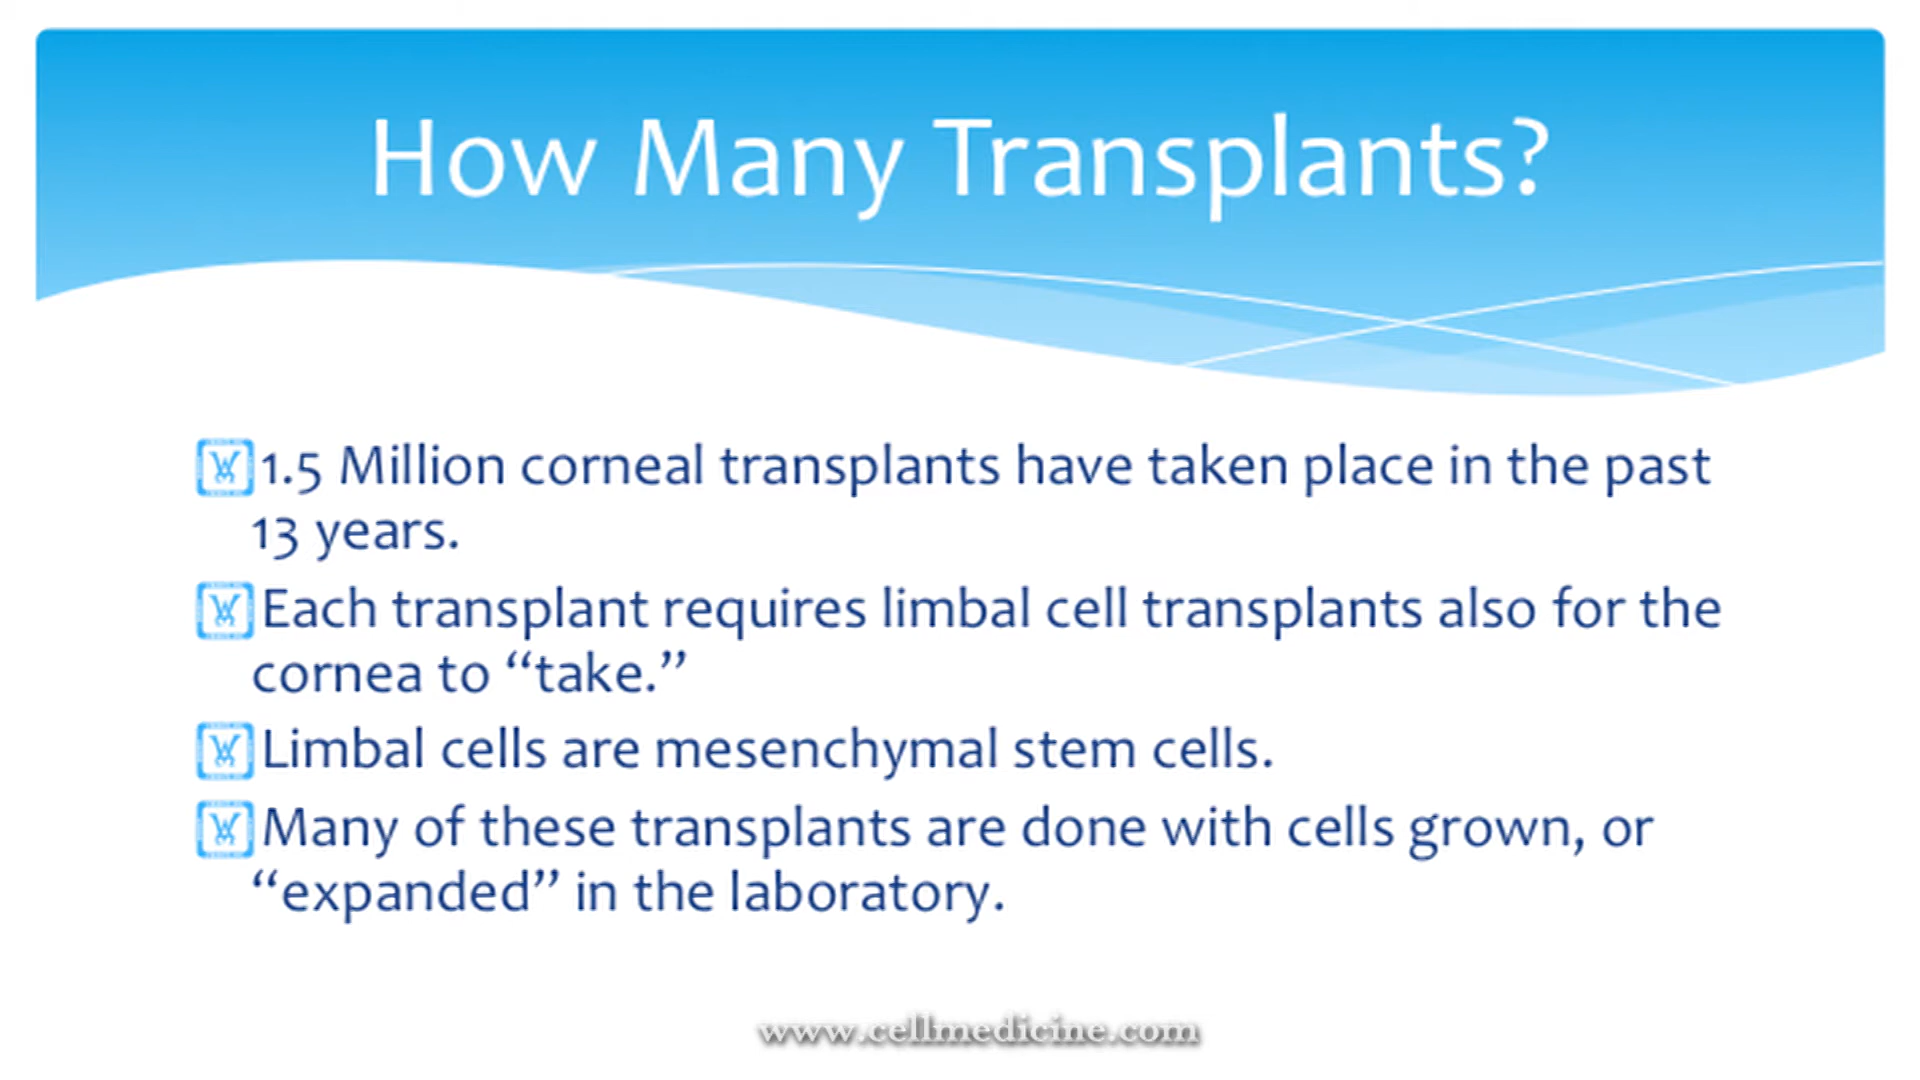 How Many Transplants?
1.5 Million corneal transplants have taken place in the past
13 years.
Each transplant requires limbal cell transplants also for the
cornea to “take.”
Limbal cells are mesenchymal stem cells.
Many of these transplants are done with cells grown, or
“expanded” in the laboratory.
www.cellmedicine.com